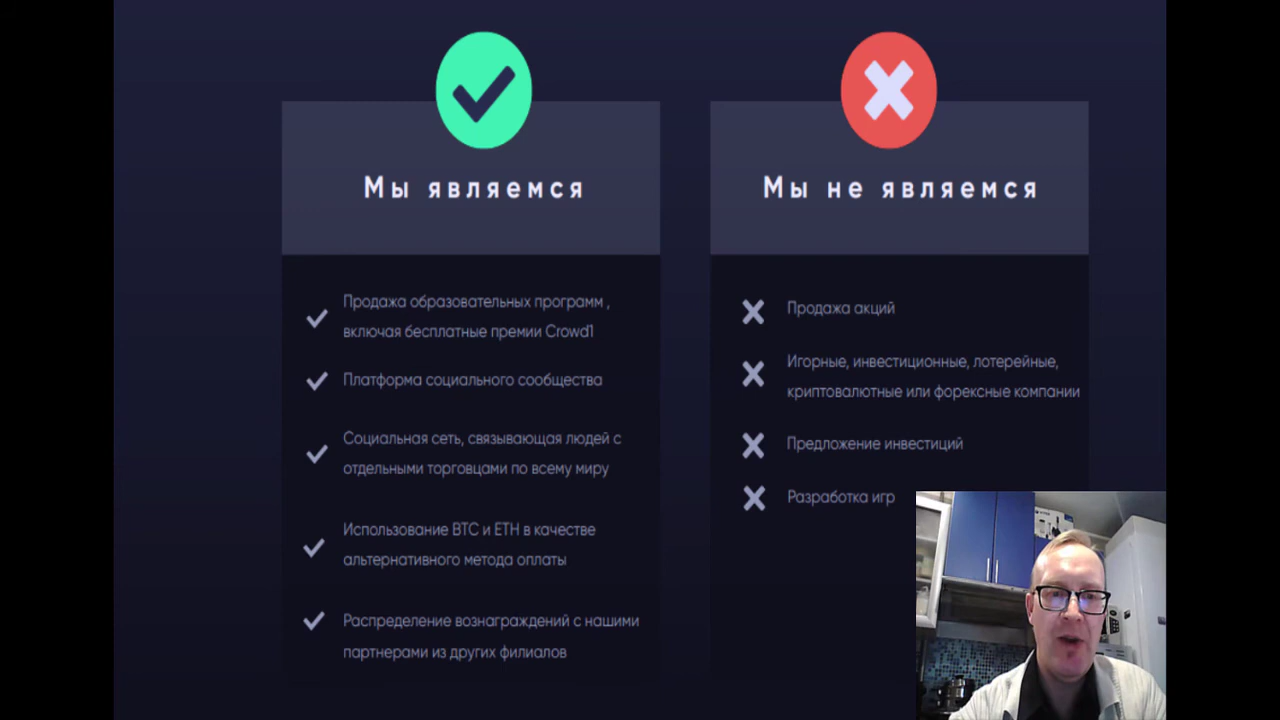 Мы являемся
Продажа образовательных программ ,
включая бесплатные премии Crowd1
Платформа социального сообщества
Социальная сеть, связывающая людей с
отдельными торговцами по всему миру
Использование BTC и ETH в качестве
альтернативного метода оплаты
Распределение вознаграждений с нашими
партнерами из других филиалов
Мы не являемся
Продажа акций
Игорные, инвестиционные, лотерейные,
криптовалютные или форексные компании
Предложение инвестиций
Разработка игр